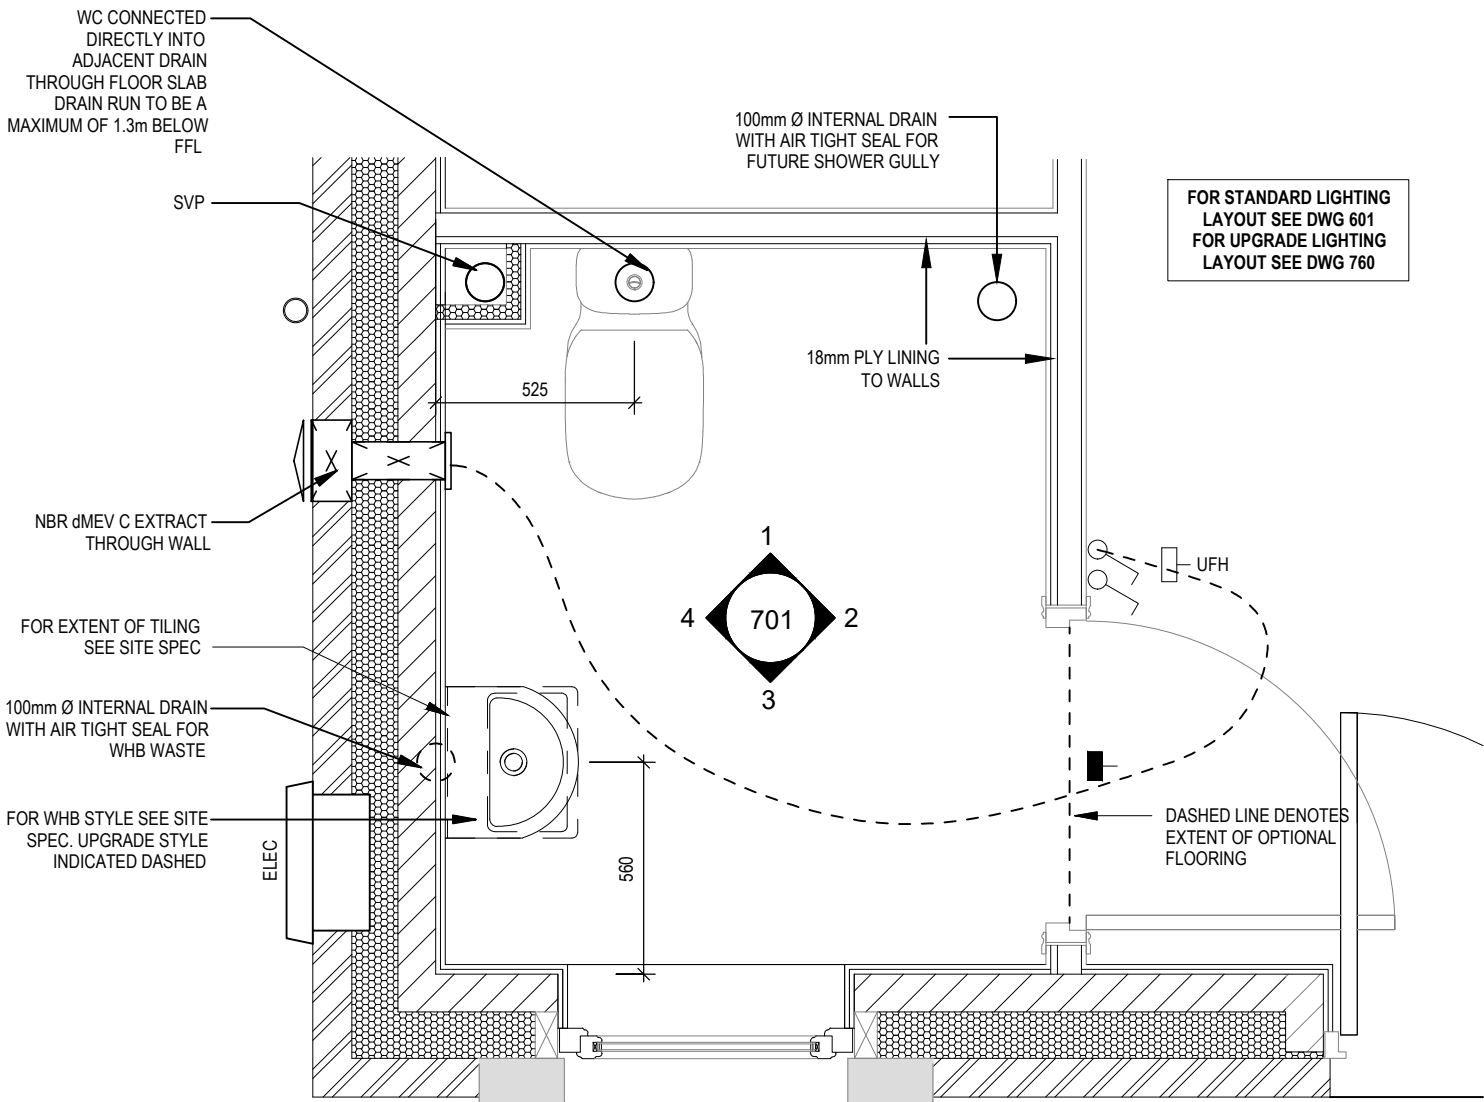 WC CONNECTED
DIRECTLY INTO
ADJACENT DRAIN
THROUGH FLOOR SLAB
DRAIN RUN TO BE A
MAXIMUM OF 1.3m BELOW
FFL
100mm Ø INTERNAL DRAIN
WITH AIR TIGHT SEAL FOR
FUTURE SHOWER GULLY
FOR STANDARD LIGHTING
LAYOUT SEE DWG 601
FOR UPGRADE LIGHTING
LAYOUT SEE DWG 760
SVP
18mm PLY LINING
TO WALLS
525
NBR dMEV C EXTRACT
THROUGH WALL
1
4
701
2
3
UFH
FOR EXTENT OF TILING
SEE SITE SPEC
100mm Ø INTERNAL DRAIN
WITH AIR TIGHT SEAL FOR
WHB WASTE
FOR WHB STYLE SEE SITE
SPEC. UPGRADE STYLE
INDICATED DASHED
ELEC
560
DASHED LINE DENOTES
EXTENT OF OPTIONAL
FLOORING